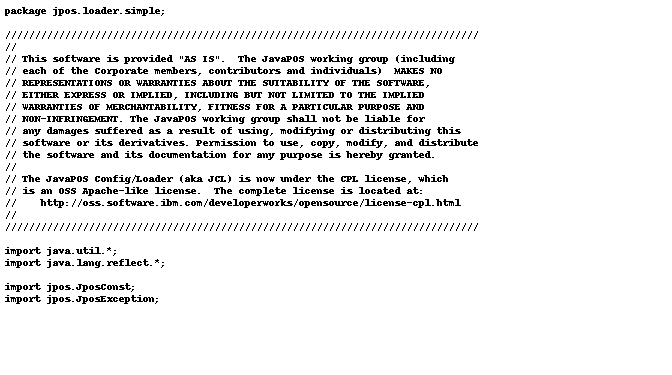 package jpos.loader.simple;

///////////////////////////////////////////////////////////////////////////////
//
// This software is provided "AS IS".  The JavaPOS working group (including
// each of the Corporate members, contributors and individuals)  MAKES NO
// REPRESENTATIONS OR WARRANTIES ABOUT THE SUITABILITY OF THE SOFTWARE,
// EITHER EXPRESS OR IMPLIED, INCLUDING BUT NOT LIMITED TO THE IMPLIED
// WARRANTIES OF MERCHANTABILITY, FITNESS FOR A PARTICULAR PURPOSE AND
// NON-INFRINGEMENT. The JavaPOS working group shall not be liable for
// any damages suffered as a result of using, modifying or distributing this
// software or its derivatives. Permission to use, copy, modify, and distribute
// the software and its documentation for any purpose is hereby granted.
//
// The JavaPOS Config/Loader (aka JCL) is now under the CPL license, which
// is an OSS Apache-like license.  The complete license is located at:
//    http://oss.software.ibm.com/developerworks/opensource/license-cpl.html
//
///////////////////////////////////////////////////////////////////////////////

import java.util.*;
import java.lang.reflect.*;

import jpos.JposConst;
import jpos.JposException;